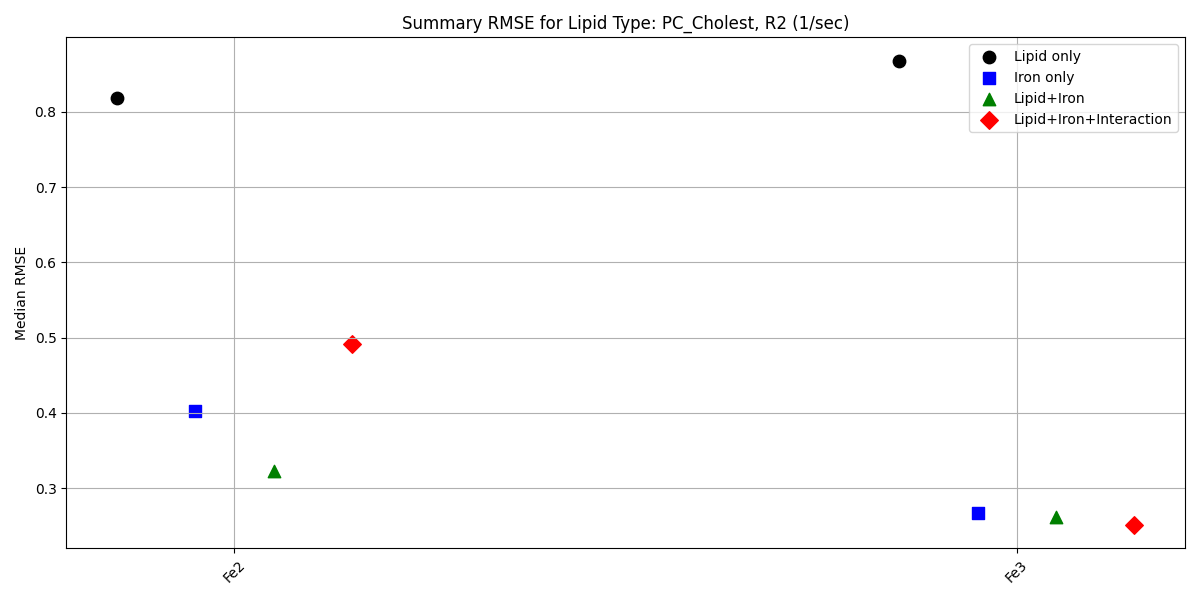 Summary RMSE for Lipid Type: PC_Cholest, R2 (1/sec)
Lipid only
Iron only
Lipid+Iron
Lipid+Iron+Interaction
Median RMSE
0.8
0.7
0.6
0.5
0.4
0.3
Fe2
Fe3